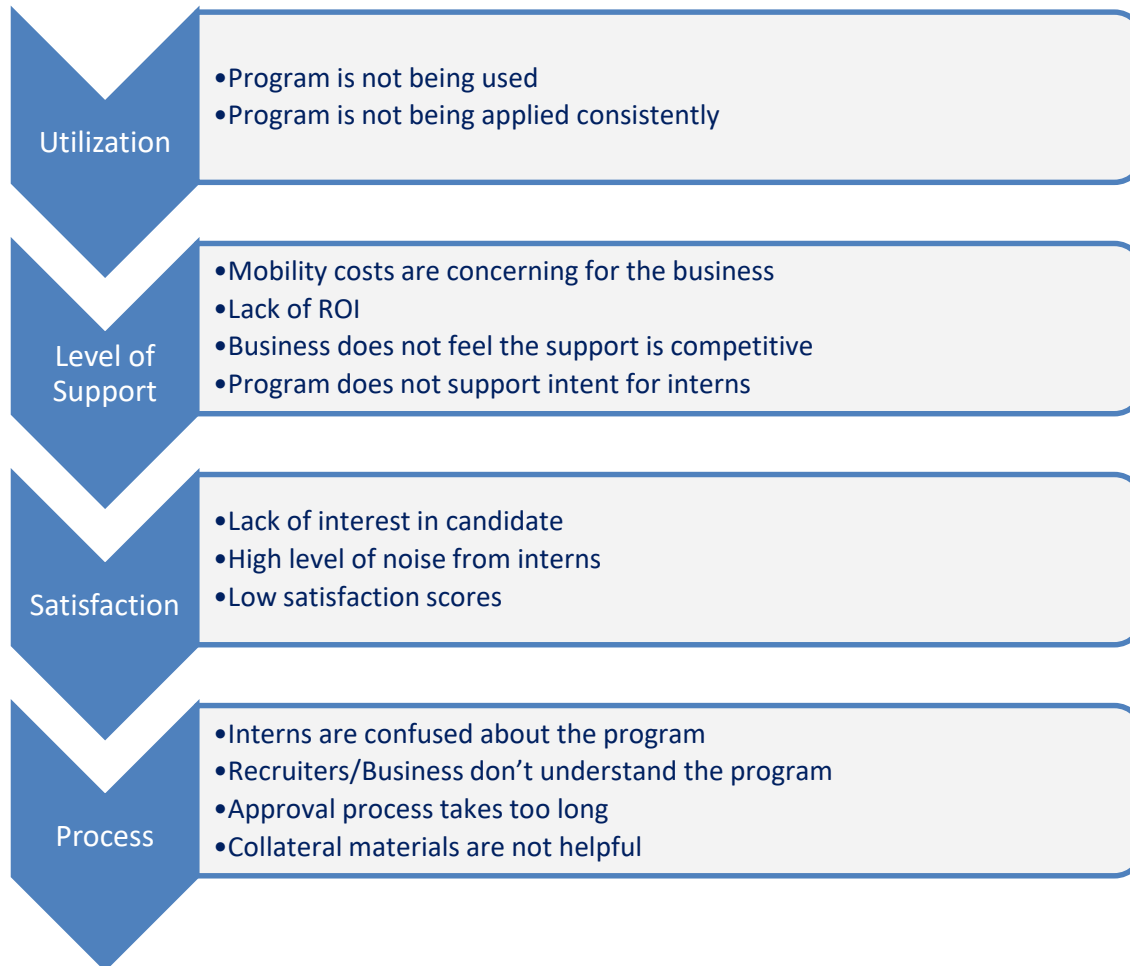 Utilization
•Program is not being used
•Program is not being applied consistently
Level of
Support
•Mobility costs are concerning for the business
•Lack of ROI
•Business does not feel the support is competitive
•Program does not support intent for interns
Satisfaction
•Lack of interest in candidate
•High level of noise from interns
•Low satisfaction scores
Process
•Interns are confused about the program
•Recruiters/Business don’t understand the program
•Approval process takes too long
•Collateral materials are not helpful